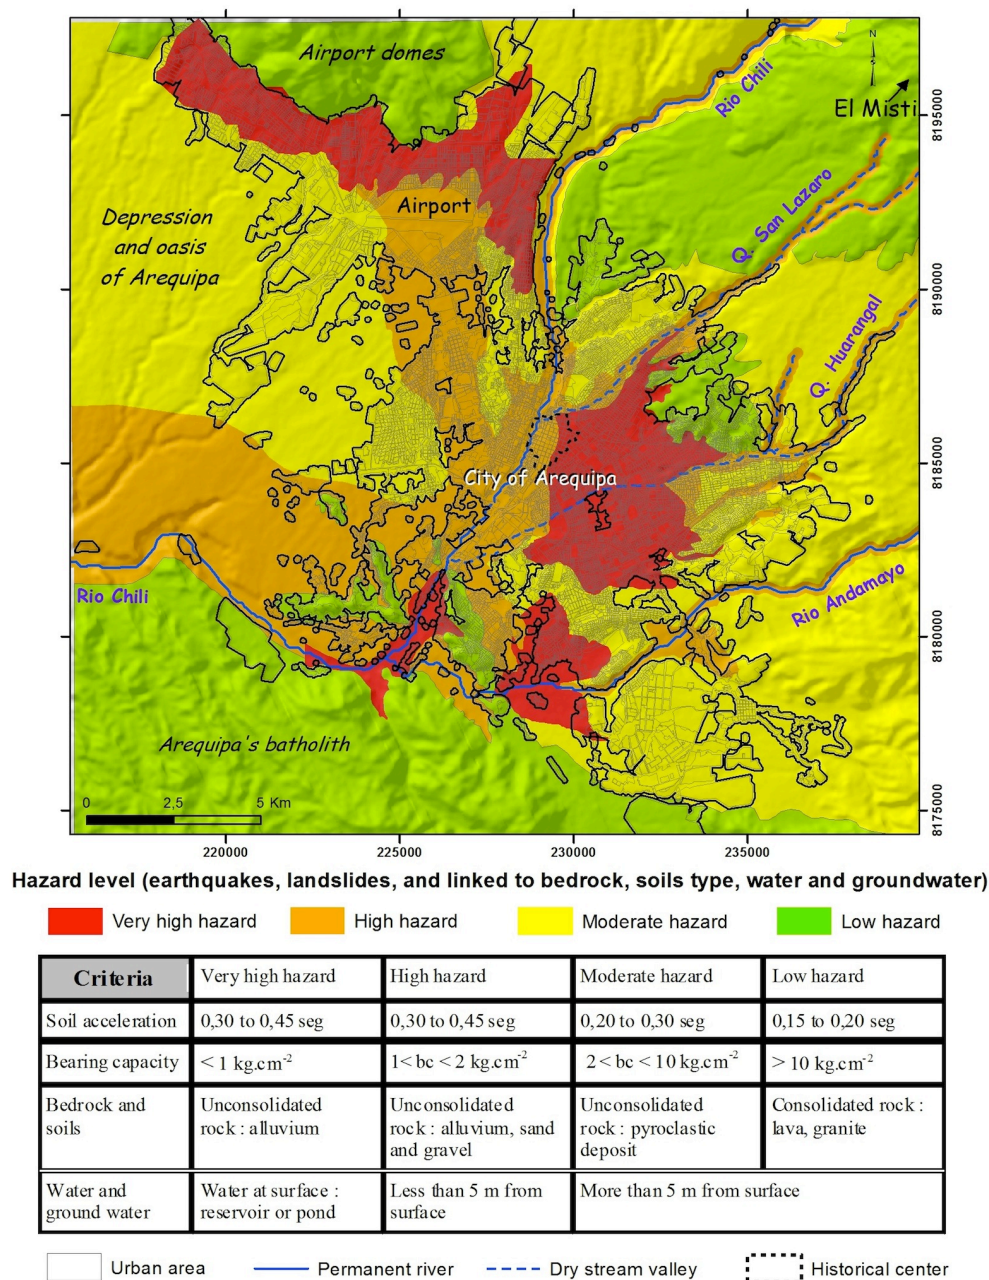 Airport domes
N
Rio Chili
El Misti
8195000
Q. San Lazaro
Depression
and oasis
of Arequipa
Airport
8190000
Q. Huarangal
City of Arequipa
8185000
Rio Chili
Rio Andamayo
8180000
Arequipa's batholith
0 2,5 5 Km
8175000
220000 225000 230000 235000
Hazard level (earthquakes, landslides, and linked to bedrock, soils type, water and groundwater)
Very high hazard High hazard Moderate hazard Low hazard
Criteria Very high hazard High hazard Moderate hazard Low hazard
Soil acceleration 0,30 to 0,45 seg 0,30 to 0,45 seg 0,20 to 0,30 seg 0,15 to 0,20 seg
Bearing capacity < 1 kg.cm-2 1< bc < 2 kg.cm-2 2 < bc < 10 kg.cm-2 > 10 kg.cm-2
Bedrock and
soils
Unconsolidated
rock : alluvium
Unconsolidated
rock : alluvium, sand
and gravel
Unconsolidated
rock : pyroclastic
deposit
Consolidated rock :
lava, granite
Water and
ground water
Water at surface :
reservoir or pond
Less than 5 m from
surface
More than 5 m from surface
Urban area Permanent river Dry stream valley Historical center